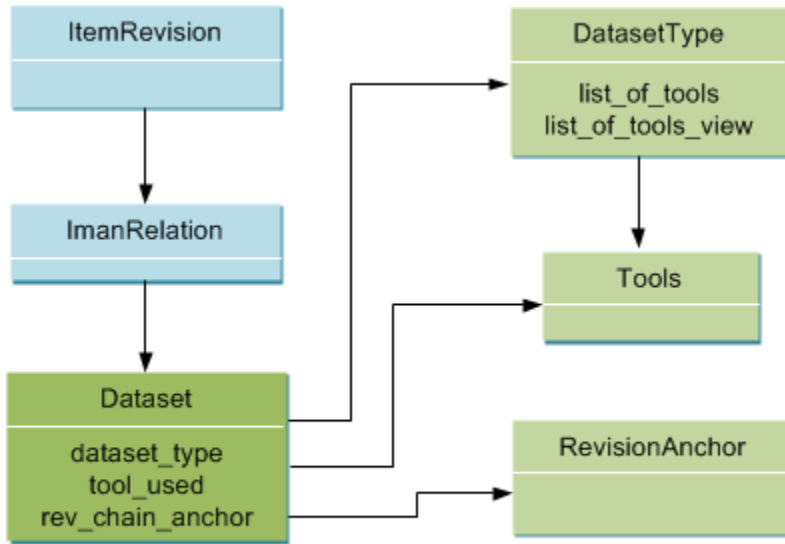 ItemRevision
ImanRelation
Dataset
dataset_type
tool_used
rev_chain_anchor
DatasetType
list_of_tools
list_of_tools_view
Tools
RevisionAnchor